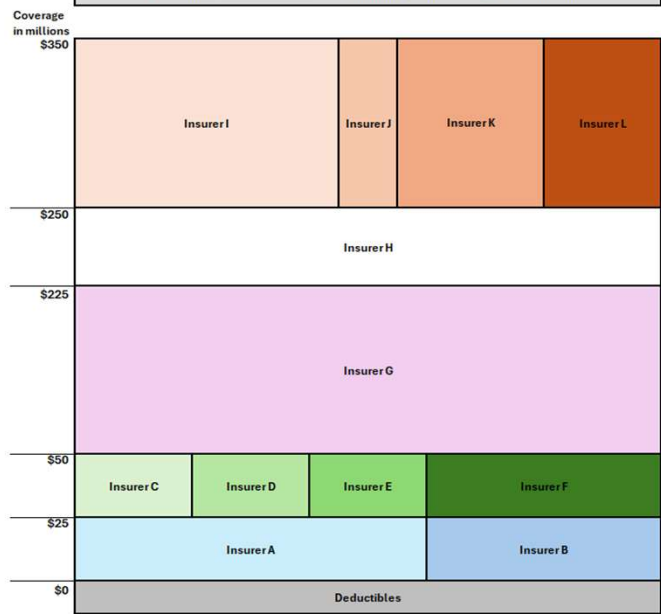 Coverage
in millions
$350
Insurer I
Insurer J
Insurer K
Insurer L
$250
Insurer H
$225
Insurer G
$50
Insurer C
Insurer D
Insurer E
Insurer F
$25
Insurer A
Insurer B
$0
Deductibles